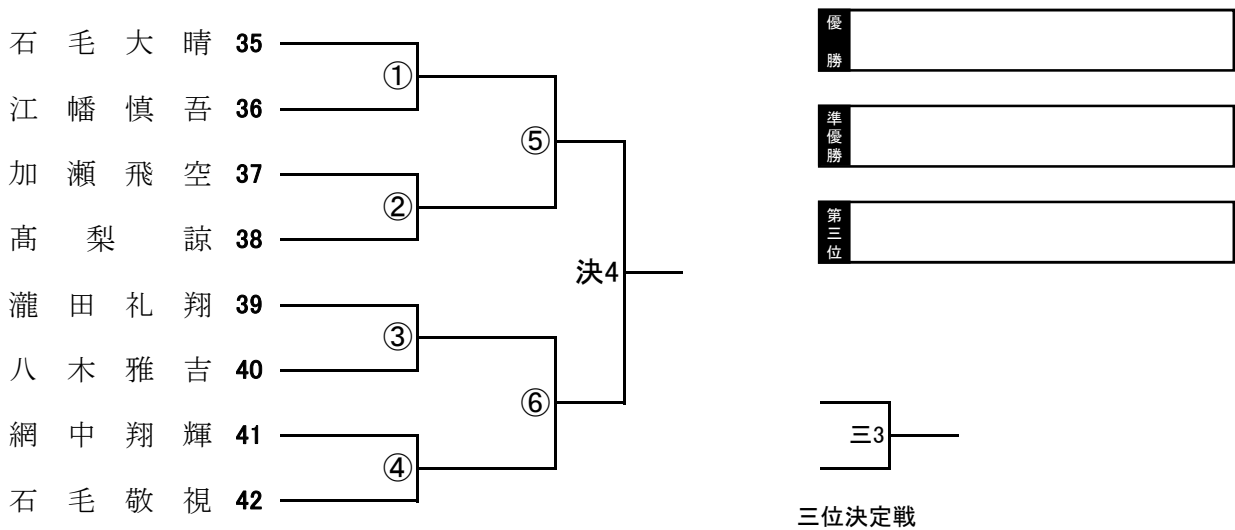 石毛大晴 35
江幡慎吾 36
加瀬飛空 37
髙梨 諒 38
瀧田礼翔 39
八木雅吉 40
網中翔輝 41
石毛敬視 42
①
②
③
④
⑤
⑥
決4
優勝
準優勝
第三位
三3
三位決定戦